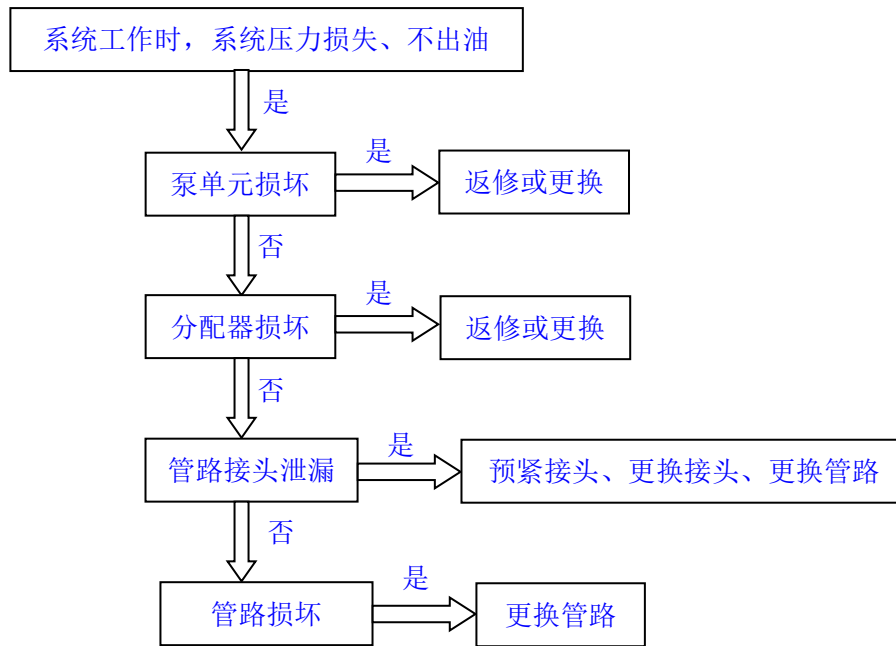 系统工作时，系统压力损失、不出油
是
泵单元损坏
是
返修或更换
否
分配器损坏
是
返修或更换
否
管路接头泄漏
是
预紧接头、更换接头、更换管路
否
管路损坏
是
更换管路